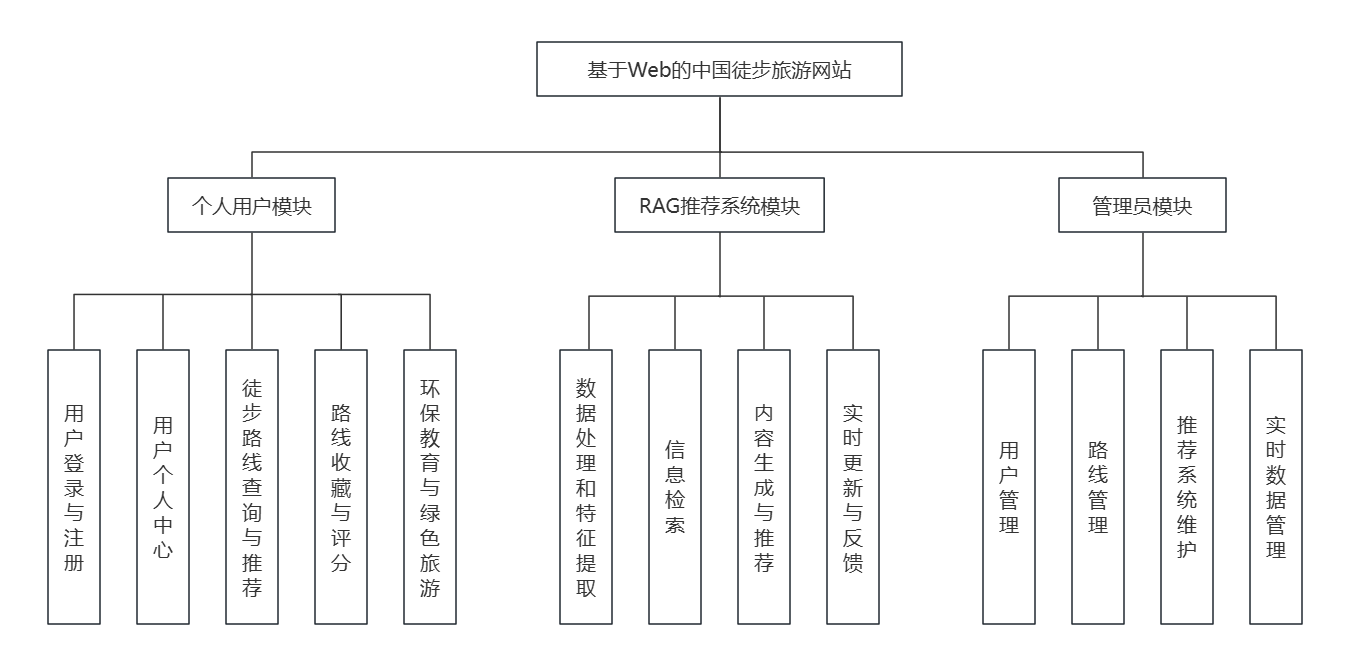 基于Web的中国徒步旅游网站
个人用户模块
RAG推荐系统模块
管理员模块
用户登录与注册
用户个人中心
徒步路线查询与推荐
路线收藏与评分
环保教育与绿色旅游
数据处理和特征提取
信息检索
内容生成与推荐
实时更新与反馈
用户管理
路线管理
推荐系统维护
实时数据管理